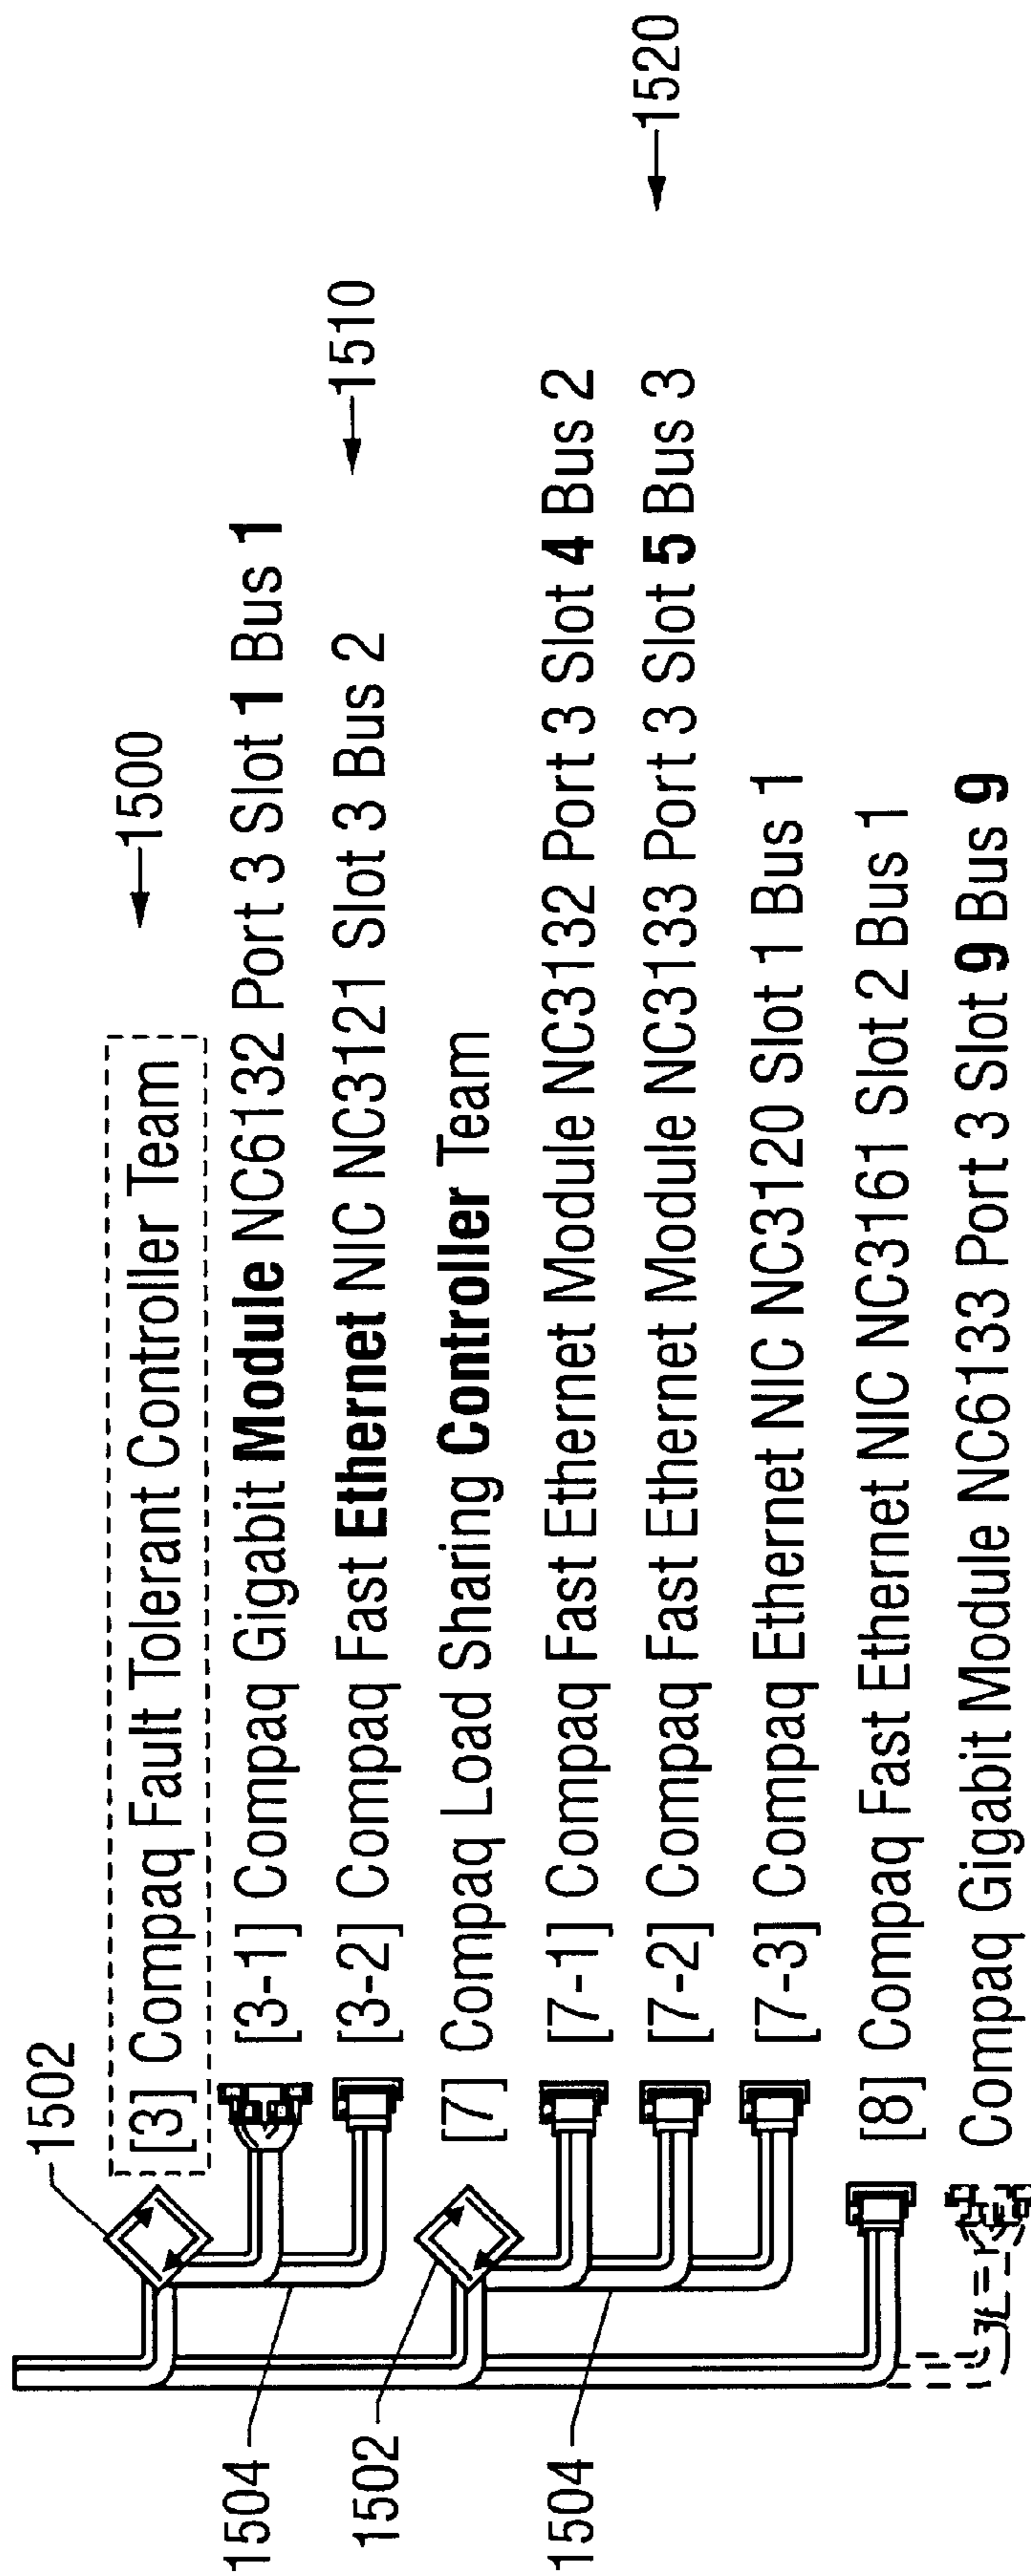 1502
[3] Compaq Fault Tolerant Controller Team
1500
[3-1] Compaq Gigabit Module NC6132 Port 3 Slot 1 Bus 1
1504
[3-2] Compaq Fast Ethernet NIC NC3121 Slot 3 Bus 2
1510
1502
[7] Compaq Load Sharing Controller Team
[7-1] Compaq Fast Ethernet Module NC3132 Port 3 Slot 4 Bus 2
1504
[7-2] Compaq Fast Ethernet Module NC3133 Port 3 Slot 5 Bus 3
1520
[7-3] Compaq Ethernet NIC NC3120 Slot 1 Bus 1
[8] Compaq Fast Ethernet NIC NC3161 Slot 2 Bus 1
Compaq Gigabit Module NC6133 Port 3 Slot 9 Bus 9